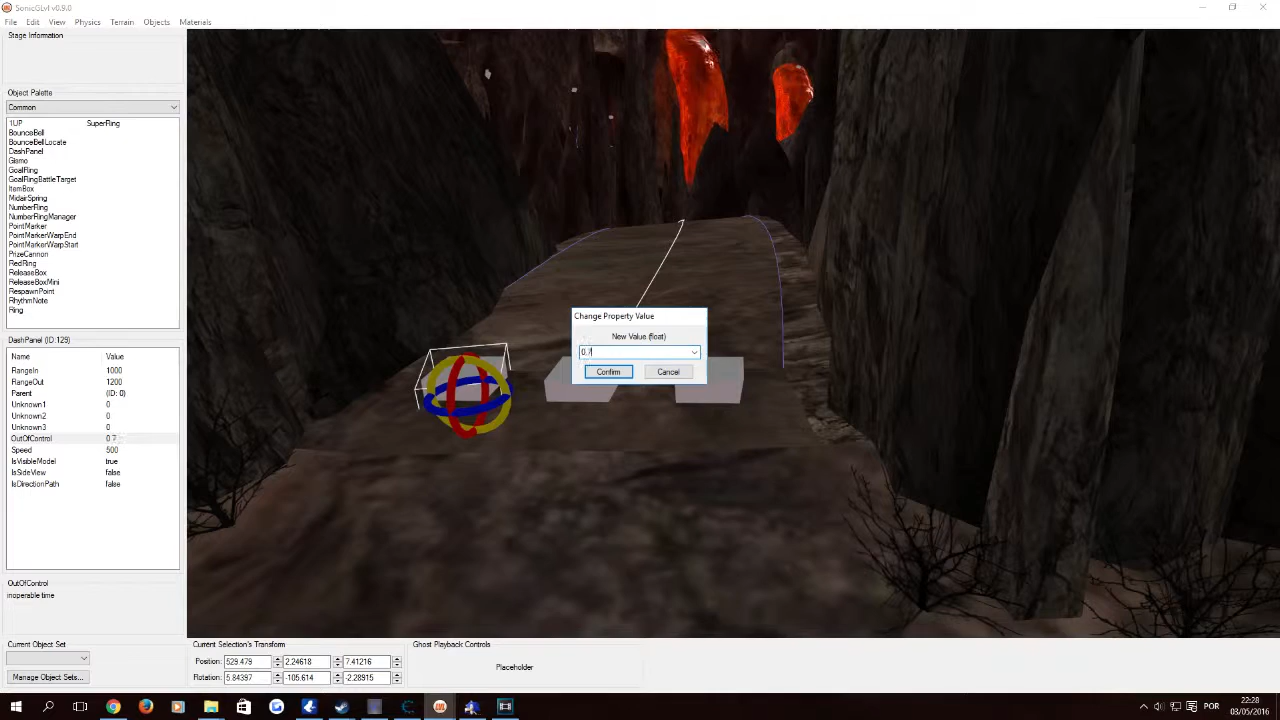 SonicGLvl v0.9.0
File Edit View Physics Terrain Objects Materials
Stage Information
Object Palette
Common
1UP SuperRing
BounceBell
BounceBellLocate
DashPanel
Gismo
GoalRing
GoalRingBattleTarget
ItemBox
MidairSpring
NumberRing
NumberRingManager
PointMarker
PointMarkerWarpEnd
PointMarkerWarpStart
PrizeCannon
RedRing
ReleaseBox
ReleaseBoxMini
RespawnPoint
RhythmNote
Ring
DashPanel (ID:129)
Name Value
RangeIn 1000
RangeOut 1200
Parent (ID: 0)
Unknown1 0
Unknown2 0
Unknown3 0
OutOfControl 0.7
Speed 500
IsVisibleModel true
IsSideView false
IsDirectionPath false
OutOfControl
inoperable time
Change Property Value
New Value (float)
0.7
Confirm Cancel
Current Object Set
Manage Object Sets...
Current Selection's Transform
Position: 529.479 2.24618 7.41216
Rotation: 5.84397 -105.614 -2.28915
Ghost Playback Controls
Placeholder
POR
22:28
03/05/2016